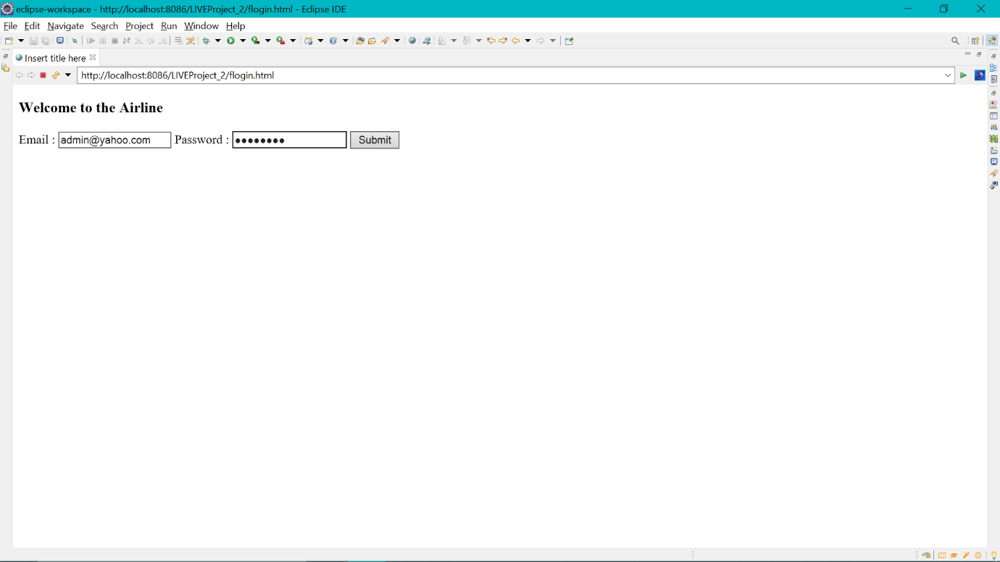 eclipse-workspace - http://localhost:8086/LIVEProject_2/flogin.html - Eclipse IDE
File Edit Navigate Search Project Run Window Help
Insert title here
http://localhost:8086/LIVEProject_2/flogin.html
Welcome to the Airline
Email : admin@yahoo.com Password : ●●●●●●●● Submit